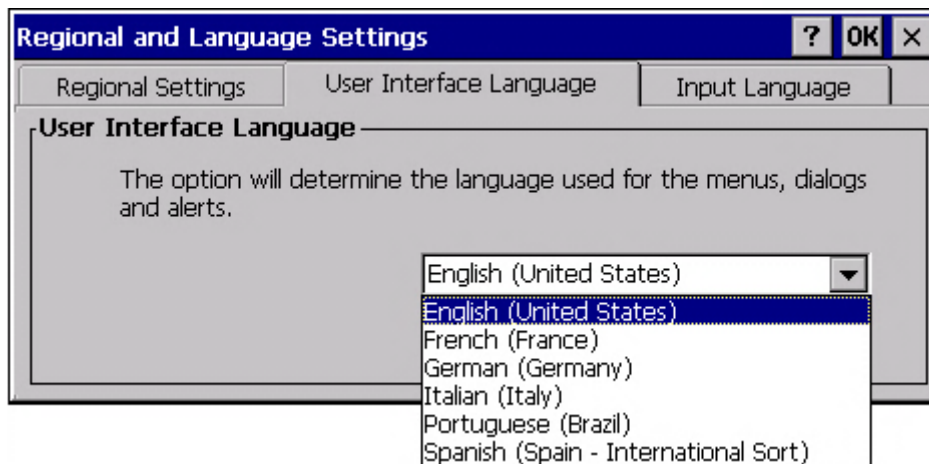 Regional and Language Settings ? OK ×
Regional Settings User Interface Language Input Language
User Interface Language
The option will determine the language used for the menus, dialogs
and alerts.
English (United States)
English (United States)
French (France)
German (Germany)
Italian (Italy)
Portuguese (Brazil)
Spanish (Spain - International Sort)